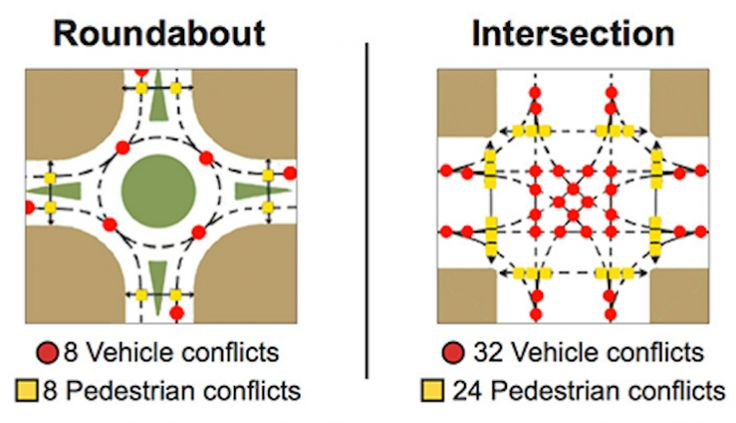 Roundabout
Intersection
8 Vehicle conflicts
8 Pedestrian conflicts
32 Vehicle conflicts
24 Pedestrian conflicts